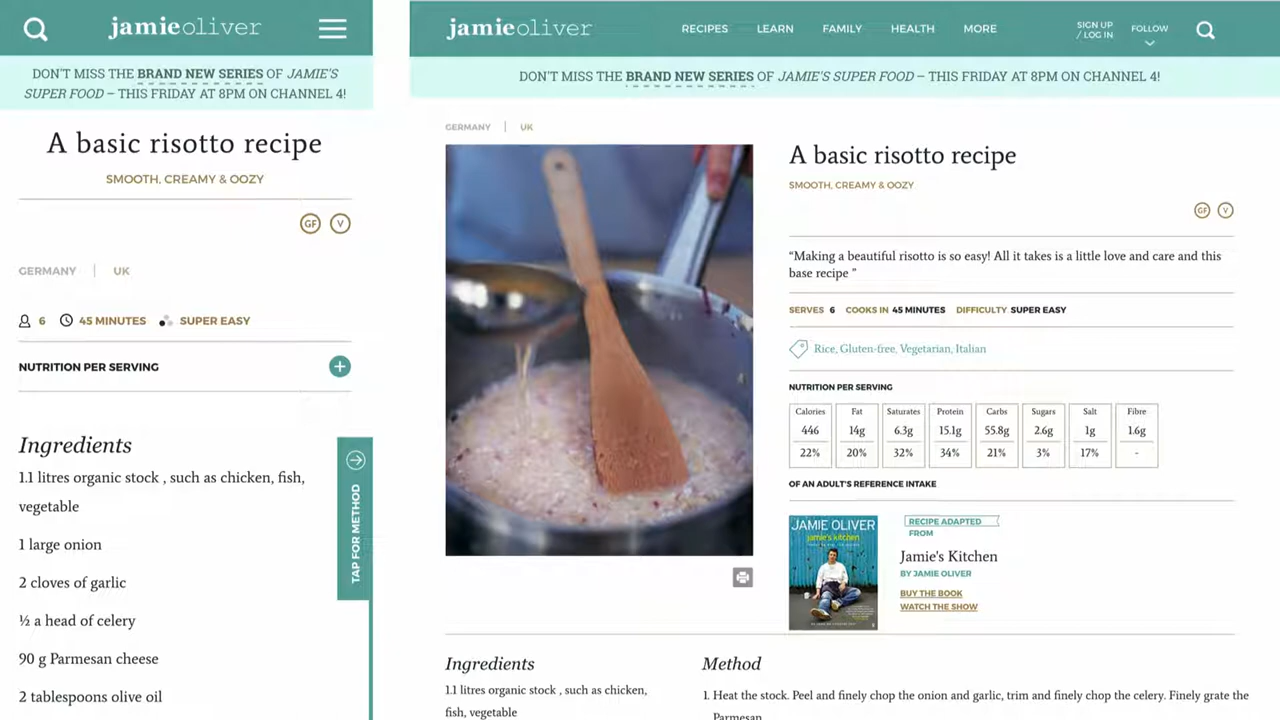 jamieoliver
DON'T MISS THE BRAND NEW SERIES OF JAMIE'S
SUPER FOOD – THIS FRIDAY AT 8PM ON CHANNEL 4!
A basic risotto recipe
SMOOTH, CREAMY & OOZY
GF V
GERMANY | UK
6 45 MINUTES SUPER EASY
NUTRITION PER SERVING
Ingredients
1.1 litres organic stock , such as chicken, fish,
vegetable
1 large onion
2 cloves of garlic
½ a head of celery
90 g Parmesan cheese
2 tablespoons olive oil
TAP FOR METHOD
jamieoliver
RECIPES LEARN FAMILY HEALTH MORE
SIGN UP
/ LOG IN
FOLLOW
DON'T MISS THE BRAND NEW SERIES OF JAMIE'S SUPER FOOD – THIS FRIDAY AT 8PM ON CHANNEL 4!
GERMANY | UK
A basic risotto recipe
SMOOTH, CREAMY & OOZY
GF V
“Making a beautiful risotto is so easy! All it takes is a little love and care and this
base recipe ”
SERVES 6 COOKS IN 45 MINUTES DIFFICULTY SUPER EASY
Rice, Gluten-free, Vegetarian, Italian
NUTRITION PER SERVING
Calories Fat Saturates Protein Carbs Sugars Salt Fibre
446 14g 6.3g 15.1g 55.8g 2.6g 1g 1.6g
22% 20% 32% 34% 21% 3% 17% -
OF AN ADULT'S REFERENCE INTAKE
JAMIE OLIVER
jamie's kitchen
RECIPE ADAPTED
FROM
Jamie's Kitchen
BY JAMIE OLIVER
BUY THE BOOK
WATCH THE SHOW
Ingredients
1.1 litres organic stock , such as chicken,
fish, vegetable
Method
1. Heat the stock. Peel and finely chop the onion and garlic, trim and finely chop the celery. Finely grate the
Parmesan